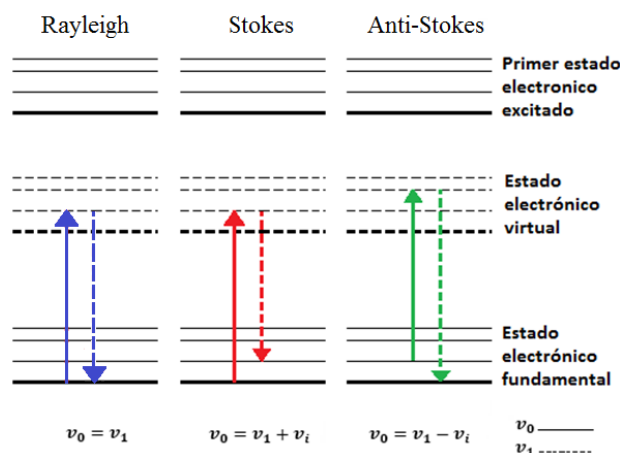 Rayleigh Stokes Anti-Stokes
Primer estado
electronico
excitado
Estado
electrónico
virtual
Estado
electrónico
fundamental
v₀ = v₁ v₀ = v₁ + vᵢ v₀ = v₁ − vᵢ
v₀
v₁